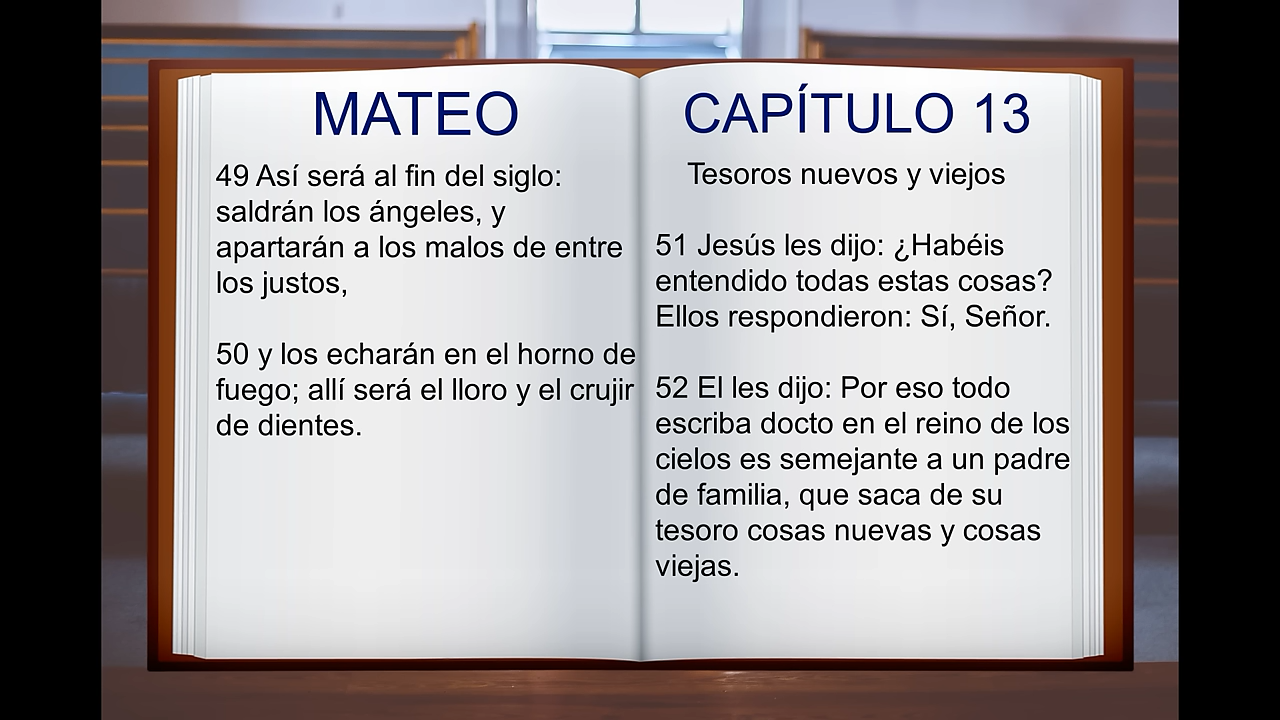 MATEO
49 Así será al fin del siglo:
saldrán los ángeles, y
apartarán a los malos de entre
los justos,
50 y los echarán en el horno de
fuego; allí será el lloro y el crujir
de dientes.
CAPÍTULO 13
Tesoros nuevos y viejos
51 Jesús les dijo: ¿Habéis
entendido todas estas cosas?
Ellos respondieron: Sí, Señor.
52 El les dijo: Por eso todo
escriba docto en el reino de los
cielos es semejante a un padre
de familia, que saca de su
tesoro cosas nuevas y cosas
viejas.